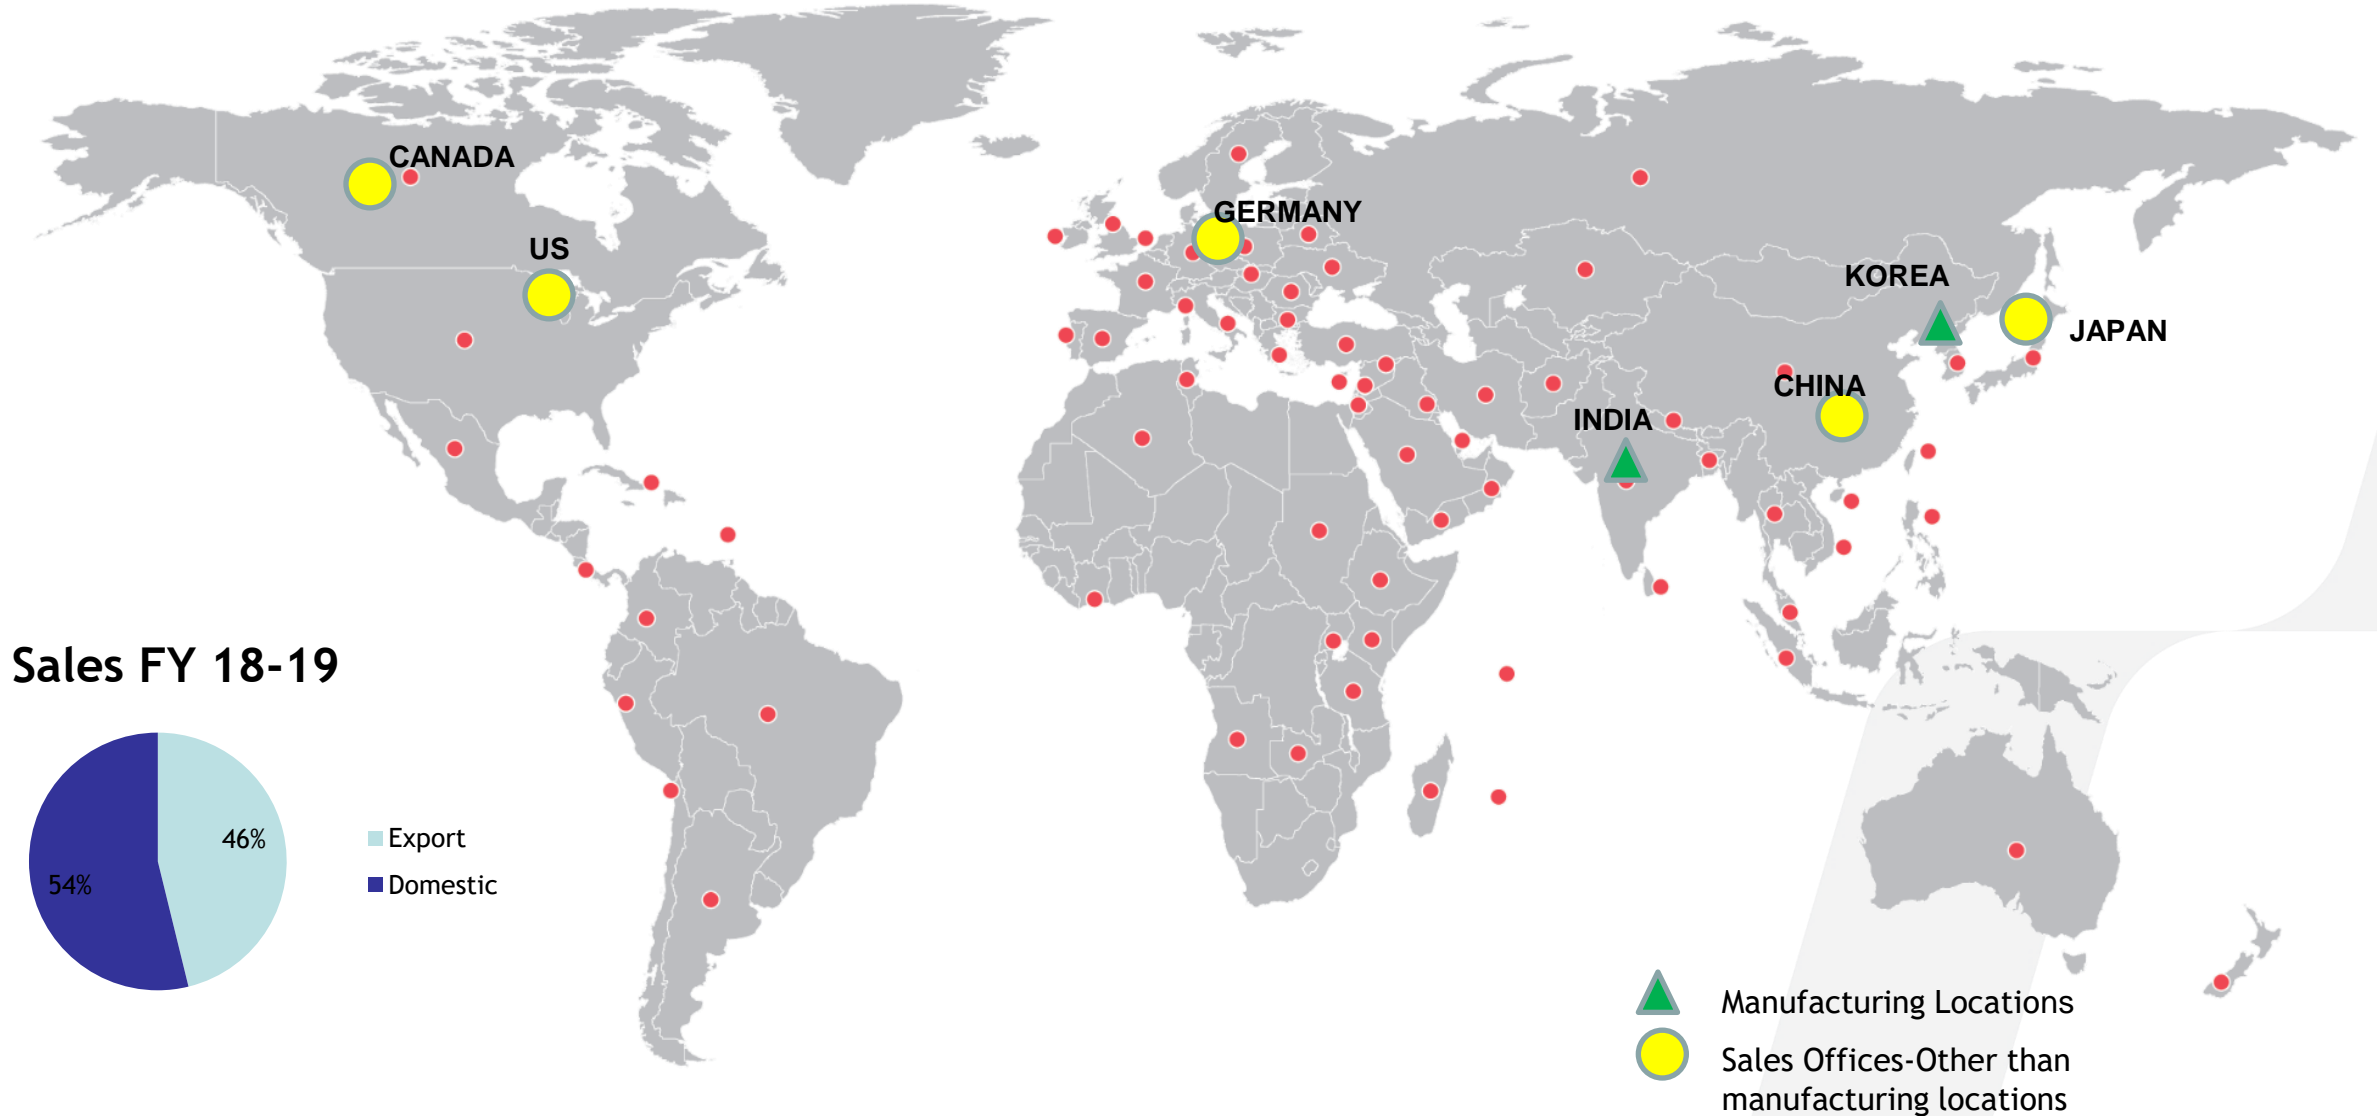 CANADA
US
GERMANY
KOREA
JAPAN
CHINA
INDIA
Sales FY 18-19
46%
54%
Export
Domestic
Manufacturing Locations
Sales Offices-Other than
manufacturing locations